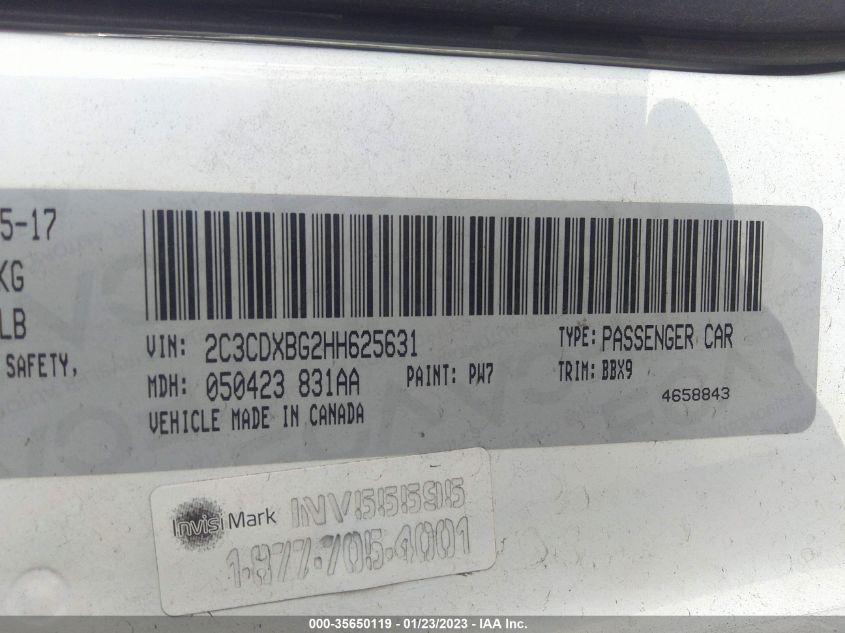 5-17
KG
LB
SAFETY,
VIN: 2C3CDXBG2HH625631
TYPE: PASSENGER CAR
MDH: 050423 831AA
PAINT: PW7
TRIM: BBX9
VEHICLE MADE IN CANADA
4658843
InvisiMark
INV55595
1-877-705-4001
000-35650119 - 01/23/2023 - IAA Inc.